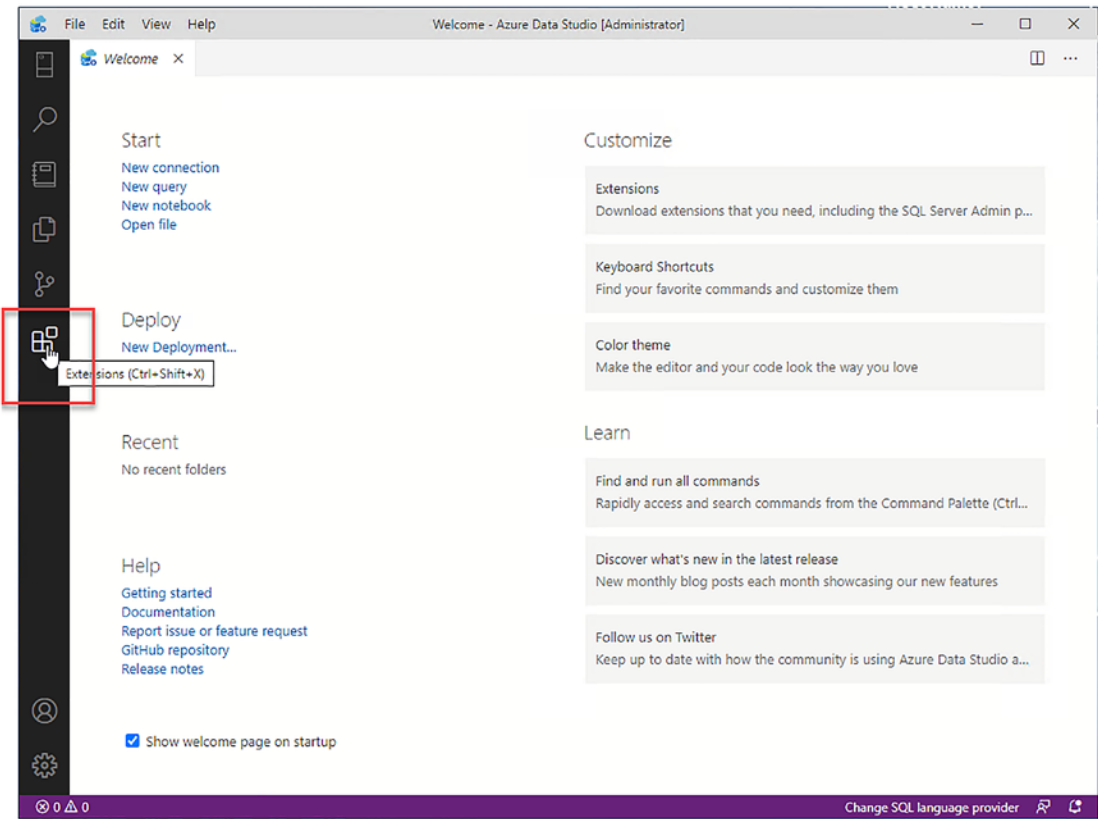 File Edit View Help
Welcome - Azure Data Studio [Administrator]
Welcome
Start
New connection
New query
New notebook
Open file
Deploy
New Deployment...
Extensions (Ctrl+Shift+X)
Recent
No recent folders
Help
Getting started
Documentation
Report issue or feature request
GitHub repository
Release notes
Show welcome page on startup
Customize
Extensions
Download extensions that you need, including the SQL Server Admin p...
Keyboard Shortcuts
Find your favorite commands and customize them
Color theme
Make the editor and your code look the way you love
Learn
Find and run all commands
Rapidly access and search commands from the Command Palette (Ctrl...
Discover what's new in the latest release
New monthly blog posts each month showcasing our new features
Follow us on Twitter
Keep up to date with how the community is using Azure Data Studio a...
0 0
Change SQL language provider